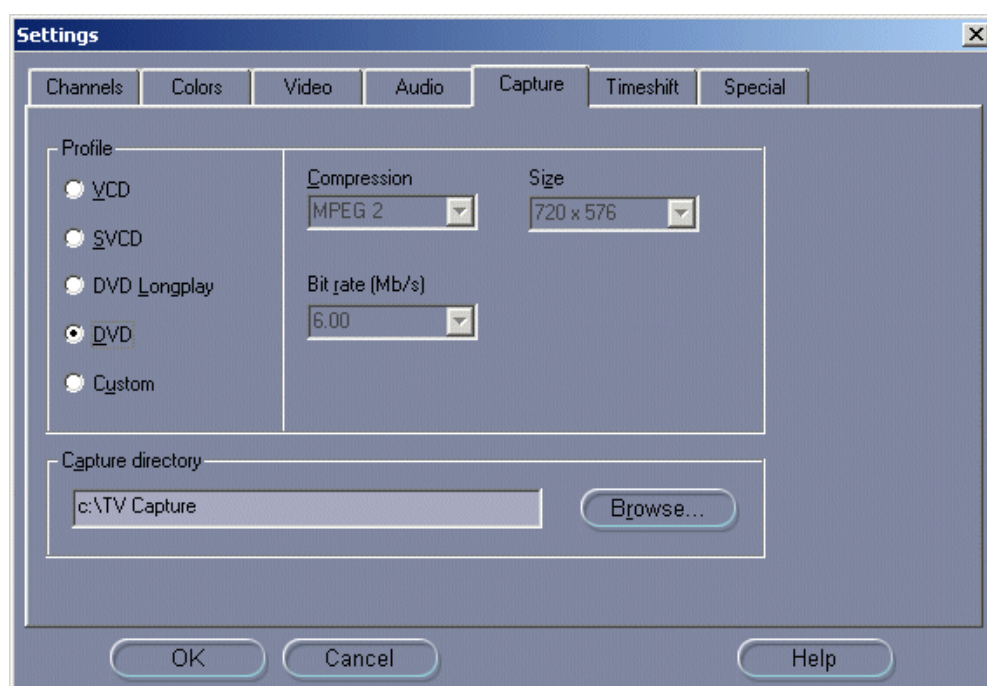 Settings
Channels Colors Video Audio Capture Timeshift Special
Profile
VCD
SVCD
DVD Longplay
DVD
Custom
Compression Size
MPEG 2 720 x 576
Bit rate (Mb/s)
6.00
Capture directory
c:\TV Capture Browse...
OK Cancel Help